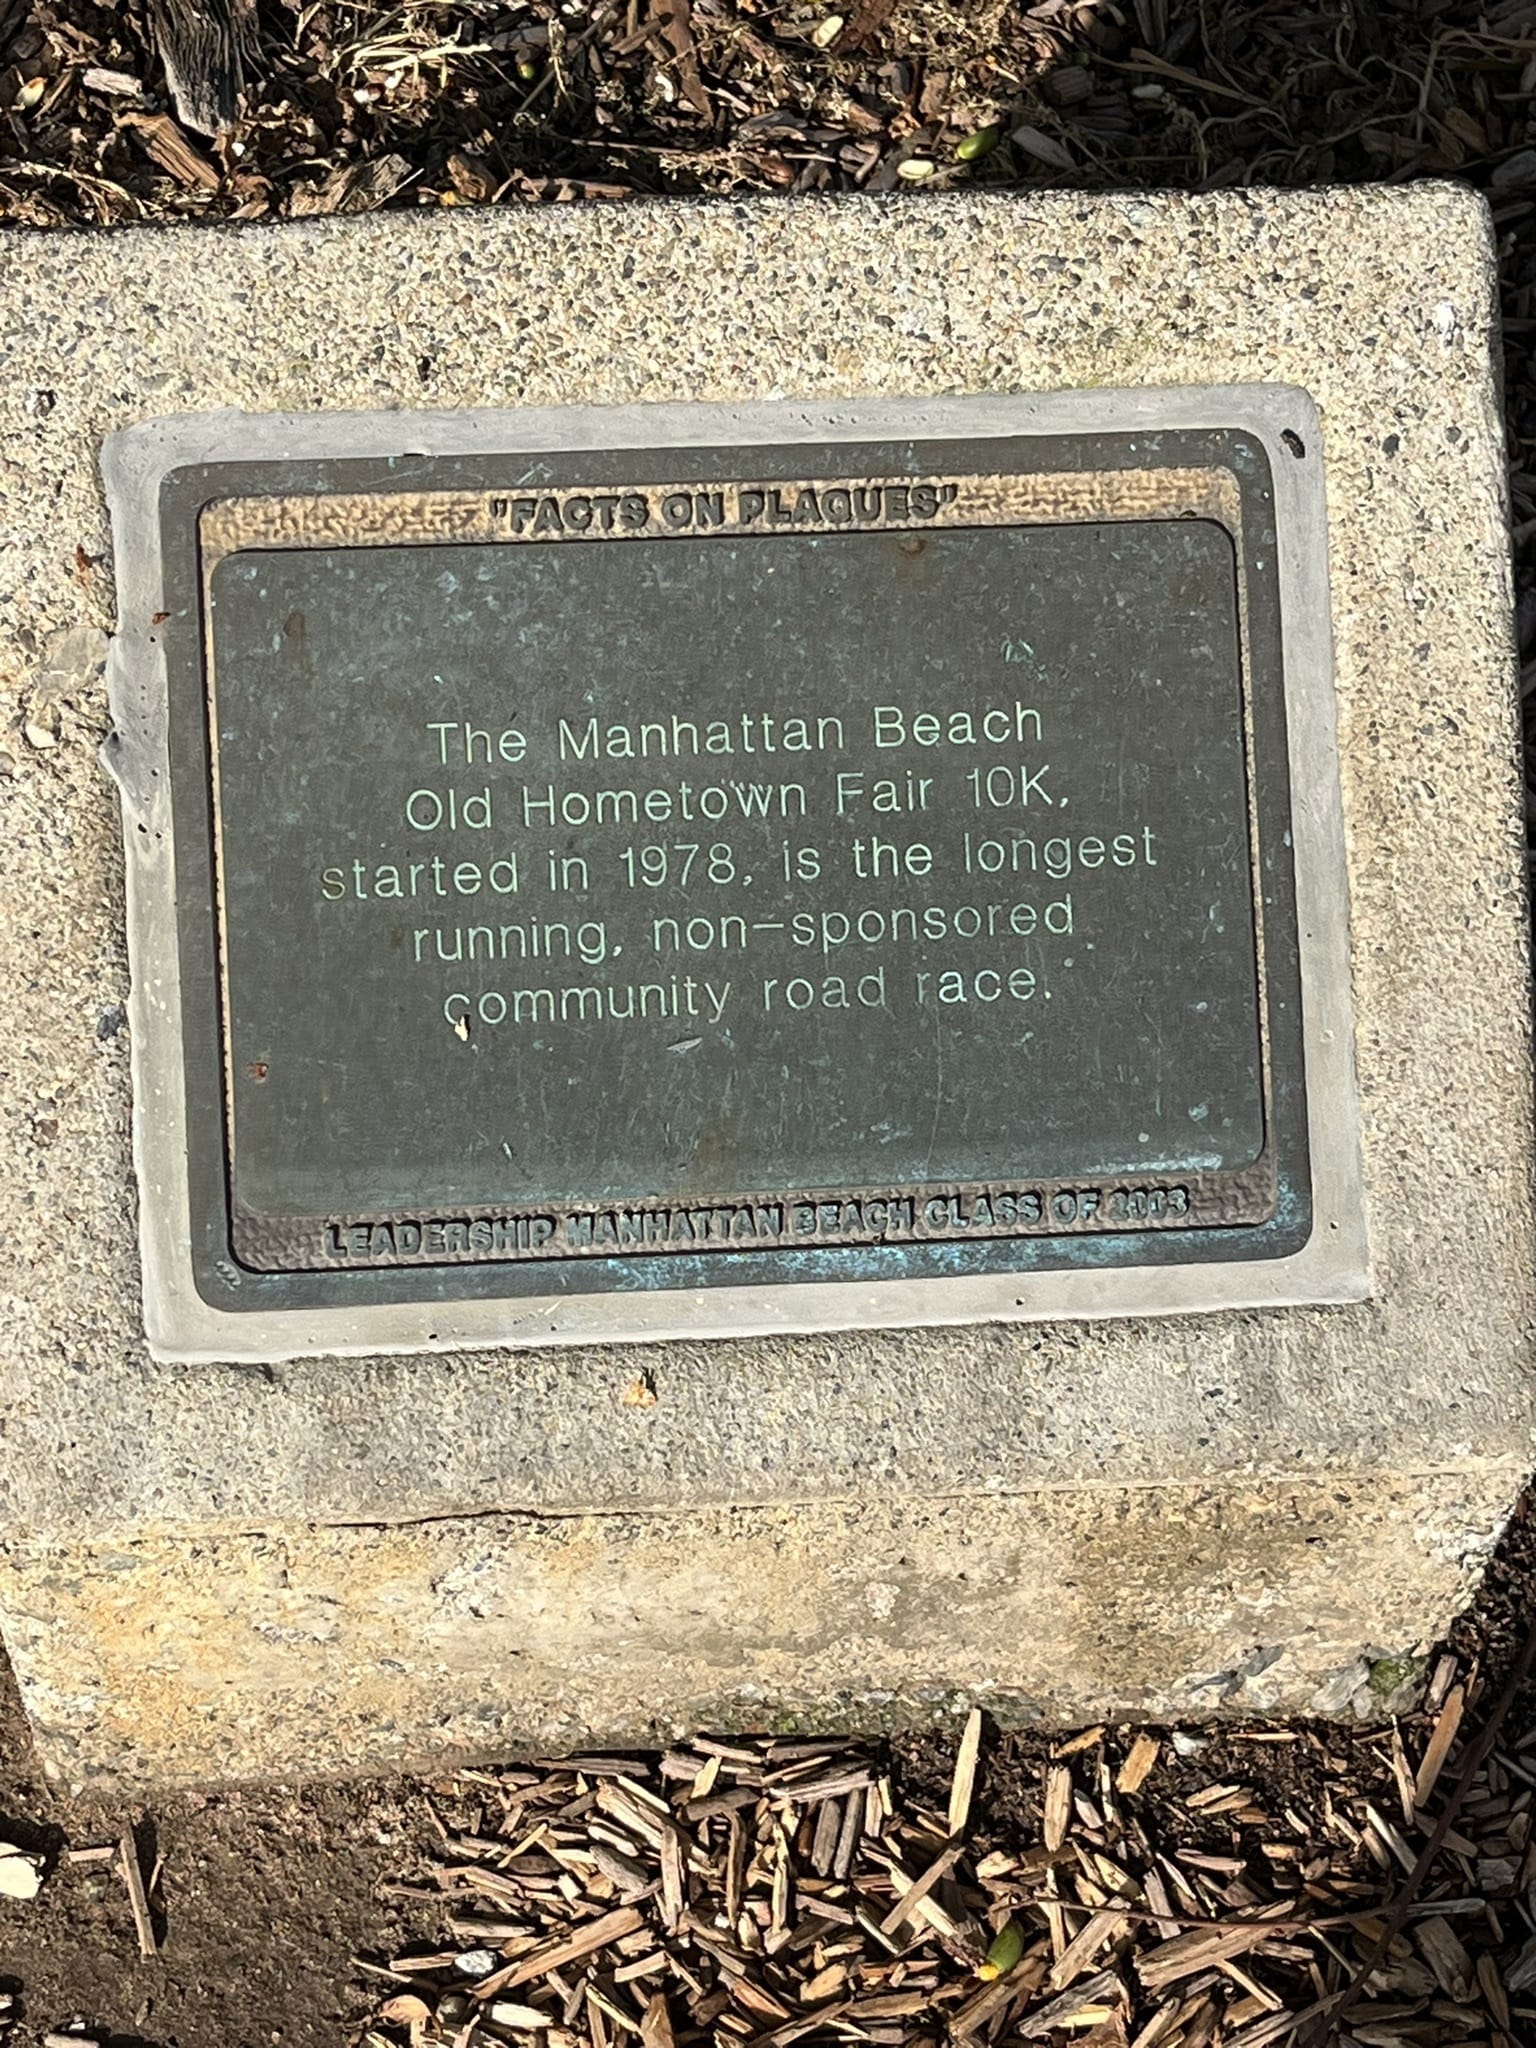 "FACTS ON PLAQUES"
The Manhattan Beach
Old Hometown Fair 10K,
started in 1978, is the longest
running, non-sponsored
community road race.
LEADERSHIP MANHATTAN BEACH CLASS OF 2003